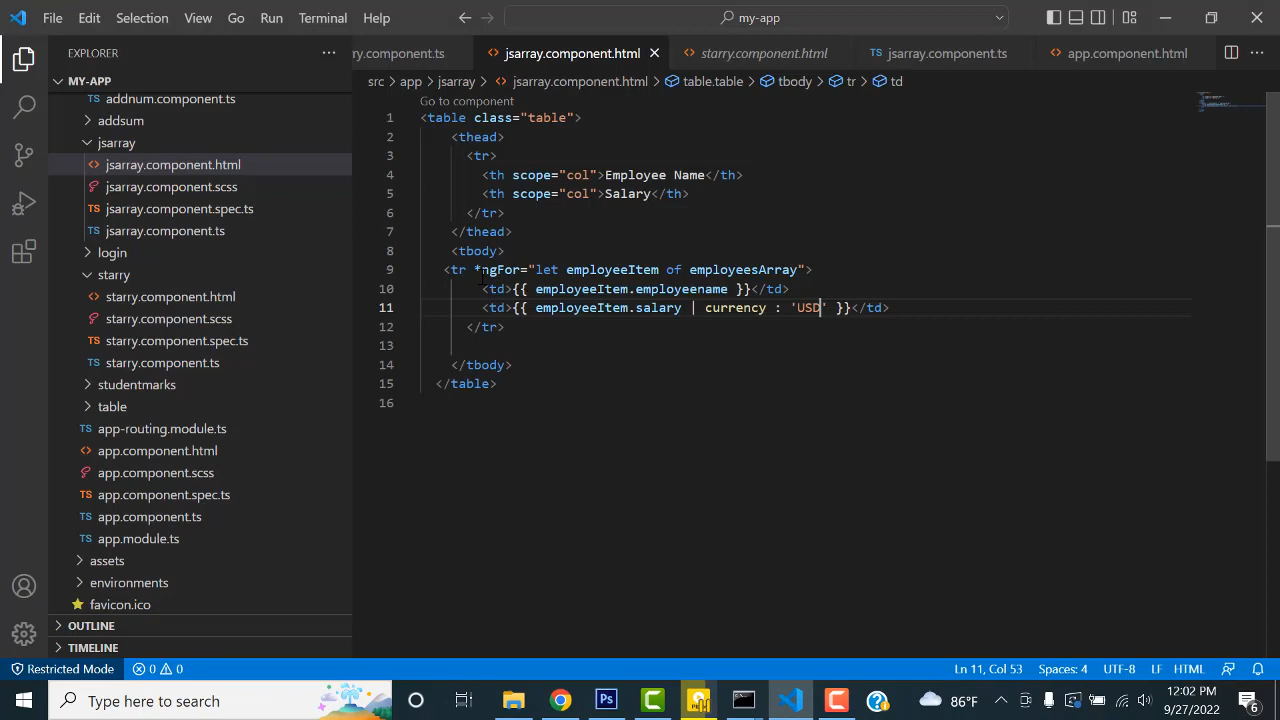 File Edit Selection View Go Run Terminal Help
my-app
EXPLORER
MY-APP
addnum.component.ts
addsum
jsarray
jsarray.component.html
jsarray.component.scss
jsarray.component.spec.ts
jsarray.component.ts
login
starry
starry.component.html
starry.component.scss
starry.component.spec.ts
starry.component.ts
studentmarks
table
app-routing.module.ts
app.component.html
app.component.scss
app.component.spec.ts
app.component.ts
app.module.ts
assets
environments
favicon.ico
OUTLINE
TIMELINE
rry.component.ts jsarray.component.html starry.component.html jsarray.component.ts app.component.html
src > app > jsarray > jsarray.component.html > table.table > tbody > tr > td
Go to component
1 <table class="table">
2 <thead>
3 <tr>
4 <th scope="col">Employee Name</th>
5 <th scope="col">Salary</th>
6 </tr>
7 </thead>
8 <tbody>
9 <tr *ngFor="let employeeItem of employeesArray">
10 <td>{{ employeeItem.employeename }}</td>
11 <td>{{ employeeItem.salary | currency : 'USD' }}</td>
12 </tr>
13
14 </tbody>
15 </table>
16
Restricted Mode 0 0 Ln 11, Col 53 Spaces: 4 UTF-8 LF HTML
Type here to search
86°F
12:02 PM
9/27/2022
6